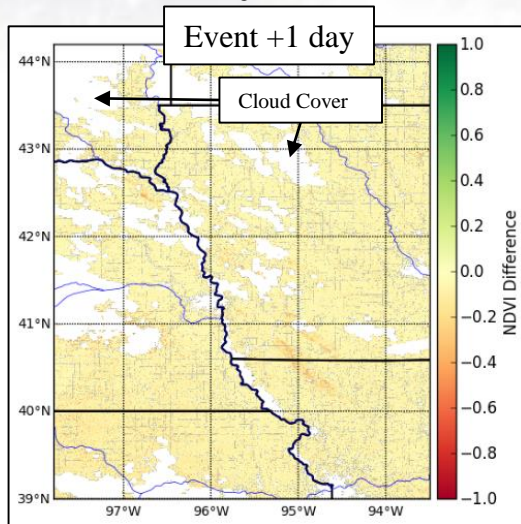 Event +1 day
Cloud Cover
44°N
43°N
42°N
41°N
40°N
39°N
97°W
96°W
95°W
94°W
1.0
0.8
0.6
0.4
0.2
0.0
−0.2
−0.4
−0.6
−0.8
−1.0
NDVI Difference